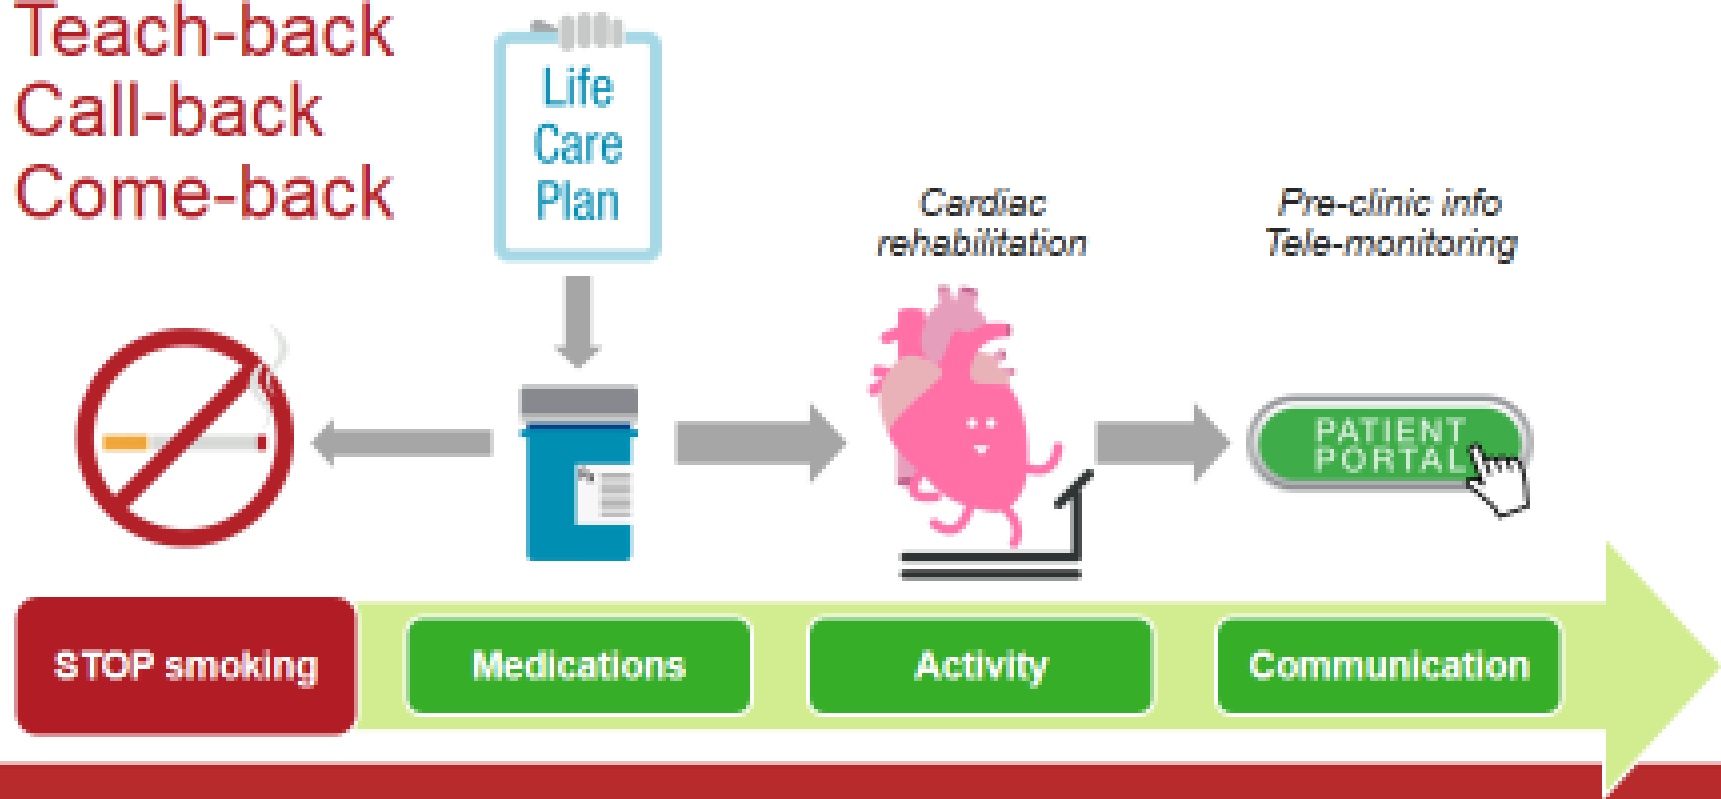 Teach-back
Call-back
Come-back
Life
Care
Plan
Cardiac
rehabilitation
Pre-clinic info
Tele-monitoring
PATIENT
PORTAL
STOP smoking
Medications
Activity
Communication